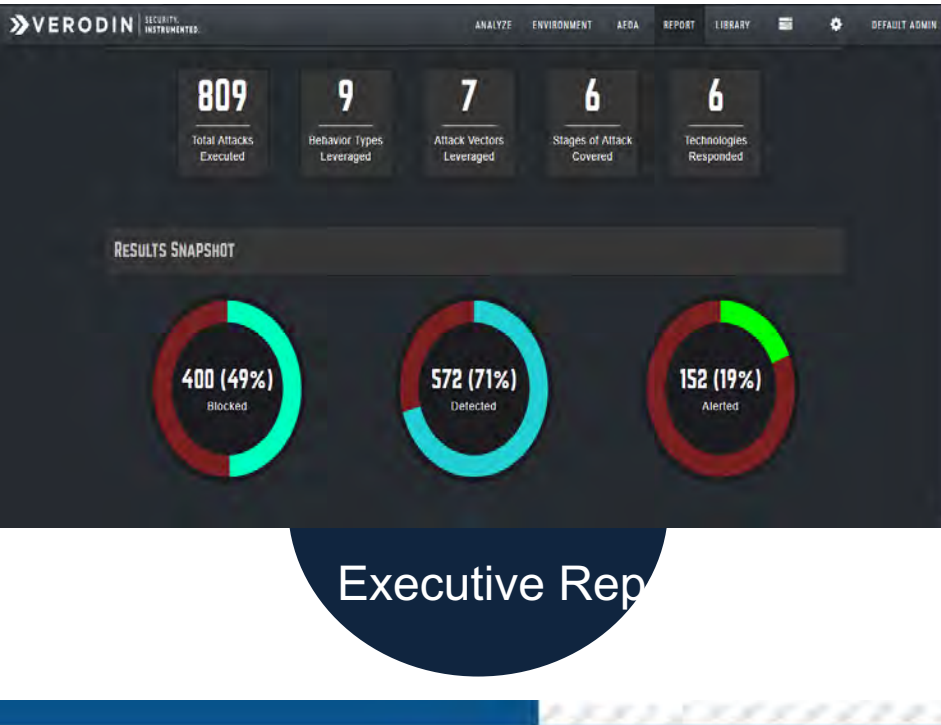 VERODIN SECURITY. INSTRUMENTED.
ANALYZE ENVIRONMENT AEDA REPORT LIBRARY DEFAULT ADMIN
809 9 7 6 6
Total Attacks Executed
Behavior Types Leveraged
Attack Vectors Leveraged
Stages of Attack Covered
Technologies Responded
RESULTS SNAPSHOT
400 (49%) 572 (71%) 152 (19%)
Blocked Detected Alerted
Executive Rep